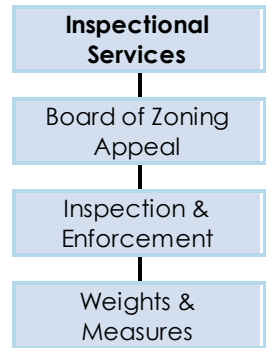 Inspectional
Services
Board of Zoning
Appeal
Inspection &
Enforcement
Weights &
Measures